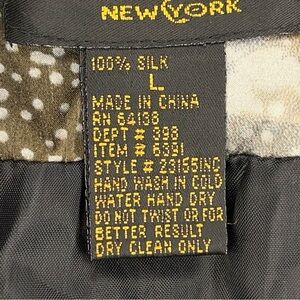 NEW YORK
100% SILK
L
MADE IN CHINA
RN 64138
DEPT # 398
ITEM # 6391
STYLE # 23155INC
HAND WASH IN COLD
WATER HAND DRY
DO NOT TWIST OR FOR
BETTER RESULT
DRY CLEAN ONLY